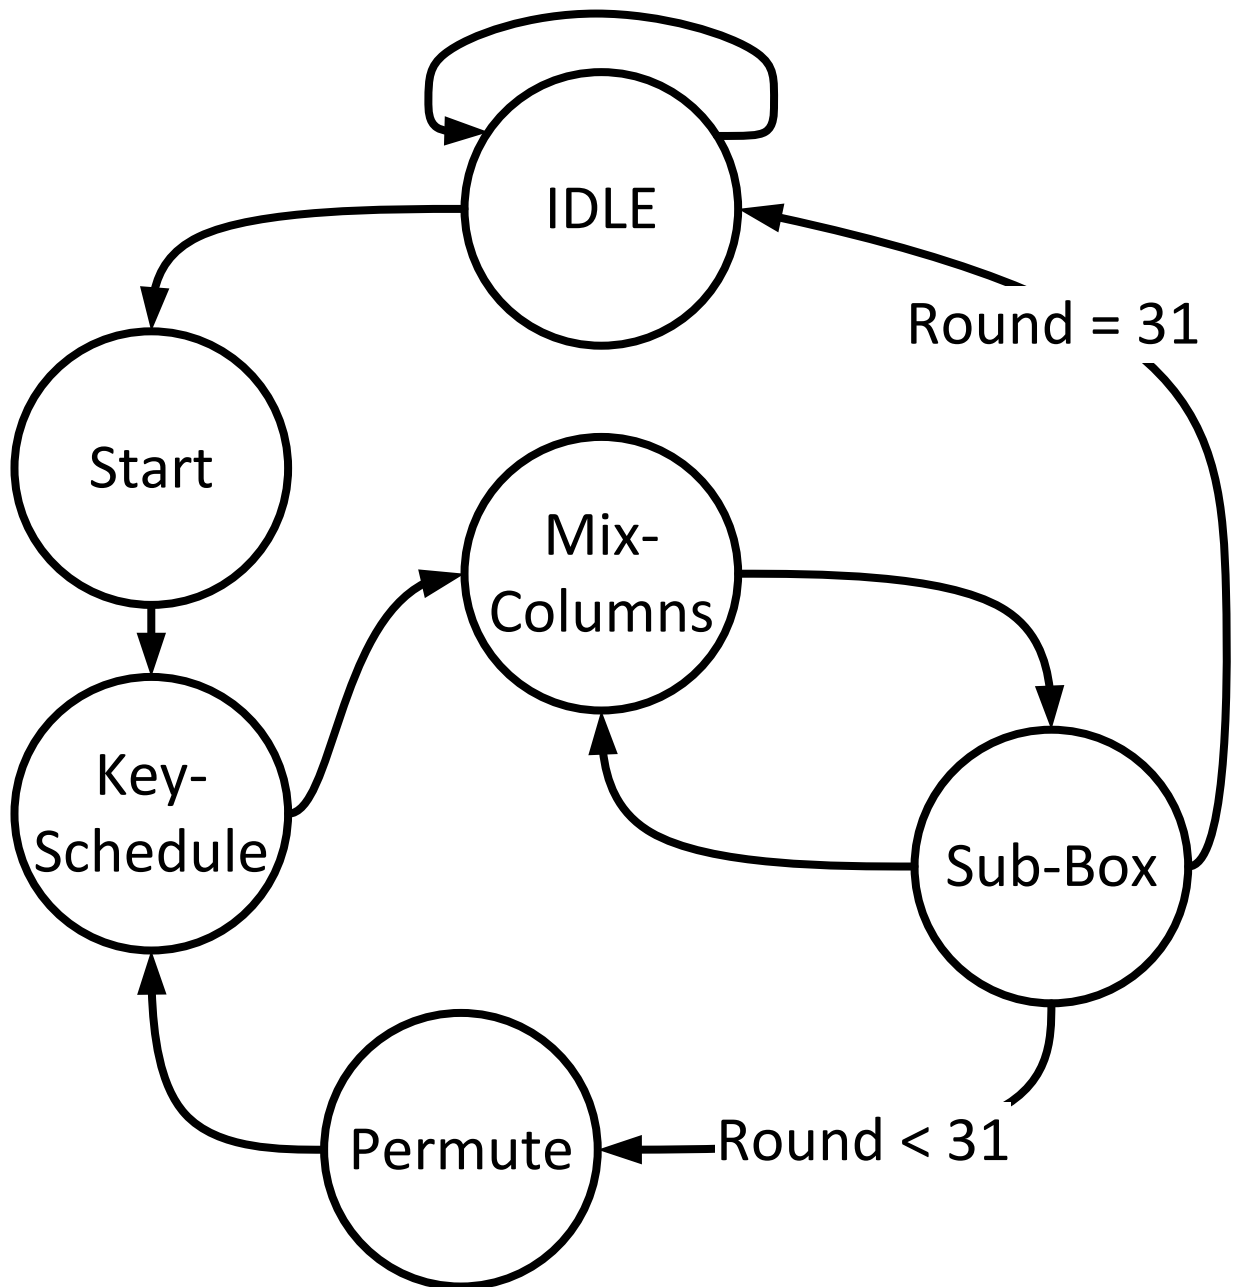 IDLE
Round = 31
Start
Mix-
Columns
Key-
Schedule
Sub-Box
Round < 31
Permute